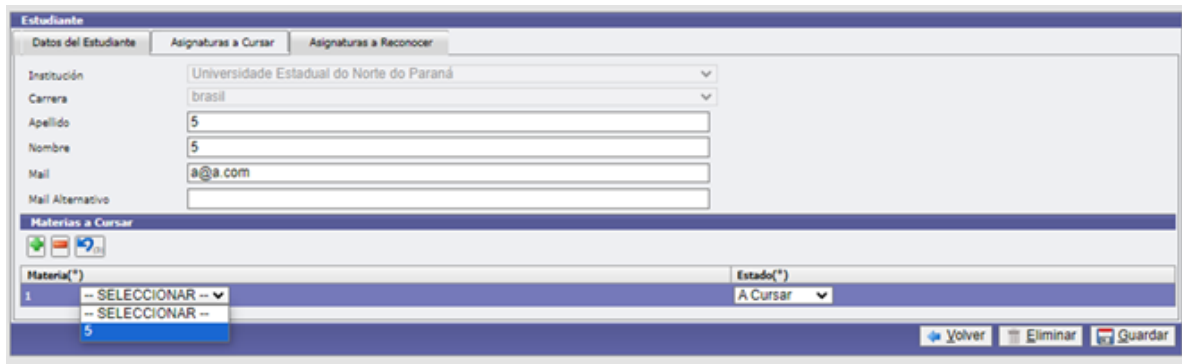 Estudiante
Datos del Estudiante Asignaturas a Cursar Asignaturas a Reconocer
Institución Universidade Estadual do Norte do Paraná
Carrera brasil
Apellido 5
Nombre 5
Mail a@a.com
Mail Alternativo
Materias a Cursar
Materia(*) Estado(*)
1 -- SELECCIONAR -- A Cursar
-- SELECCIONAR --
5
Volver Eliminar Guardar